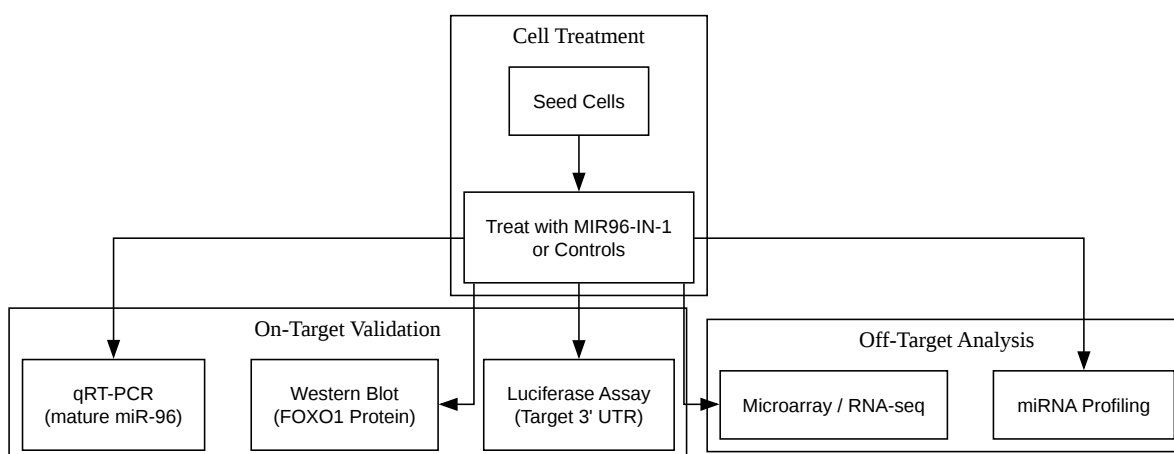 Cell Treatment
Seed Cells
Treat with MIR96-IN-1
or Controls
On-Target Validation
qRT-PCR
(mature miR-96)
Western Blot
(FOXO1 Protein)
Luciferase Assay
(Target 3' UTR)
Off-Target Analysis
Microarray / RNA-seq
miRNA Profiling